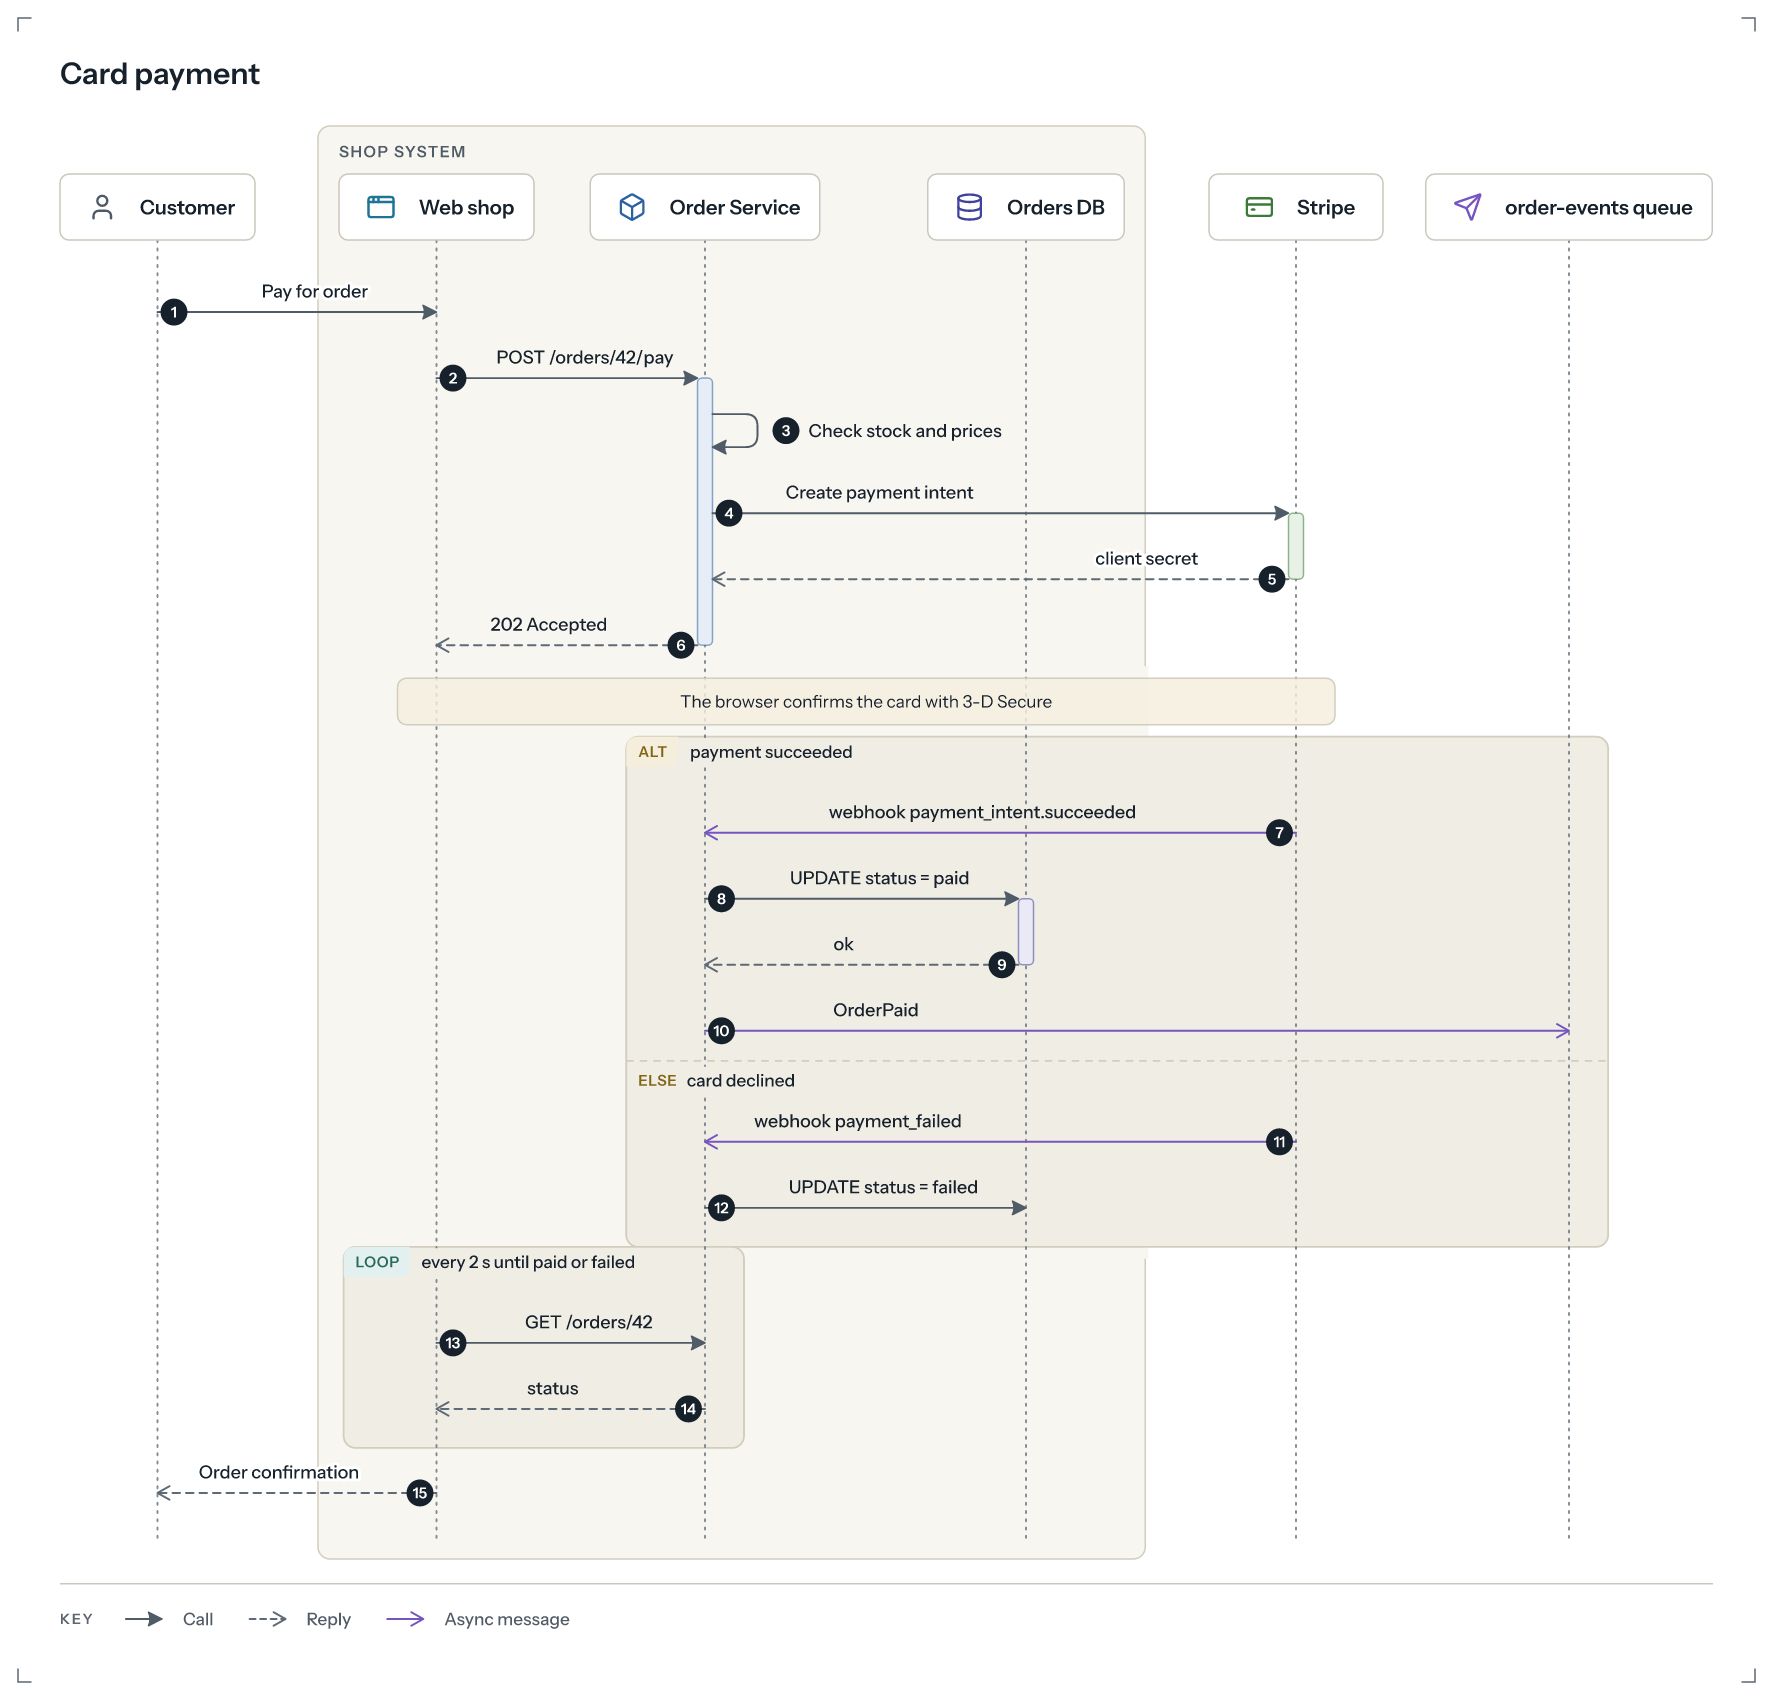 Card payment
SHOP SYSTEM
Customer
Web shop
Order Service
Orders DB
Stripe
order-events queue
Pay for order
1
POST /orders/42/pay
2
3 Check stock and prices
Create payment intent
4
client secret
5
202 Accepted
6
The browser confirms the card with 3-D Secure
ALT payment succeeded
webhook payment_intent.succeeded
7
UPDATE status = paid
8
ok
9
OrderPaid
10
ELSE card declined
webhook payment_failed
11
UPDATE status = failed
12
LOOP every 2 s until paid or failed
GET /orders/42
13
status
14
Order confirmation
15
KEY Call Reply Async message